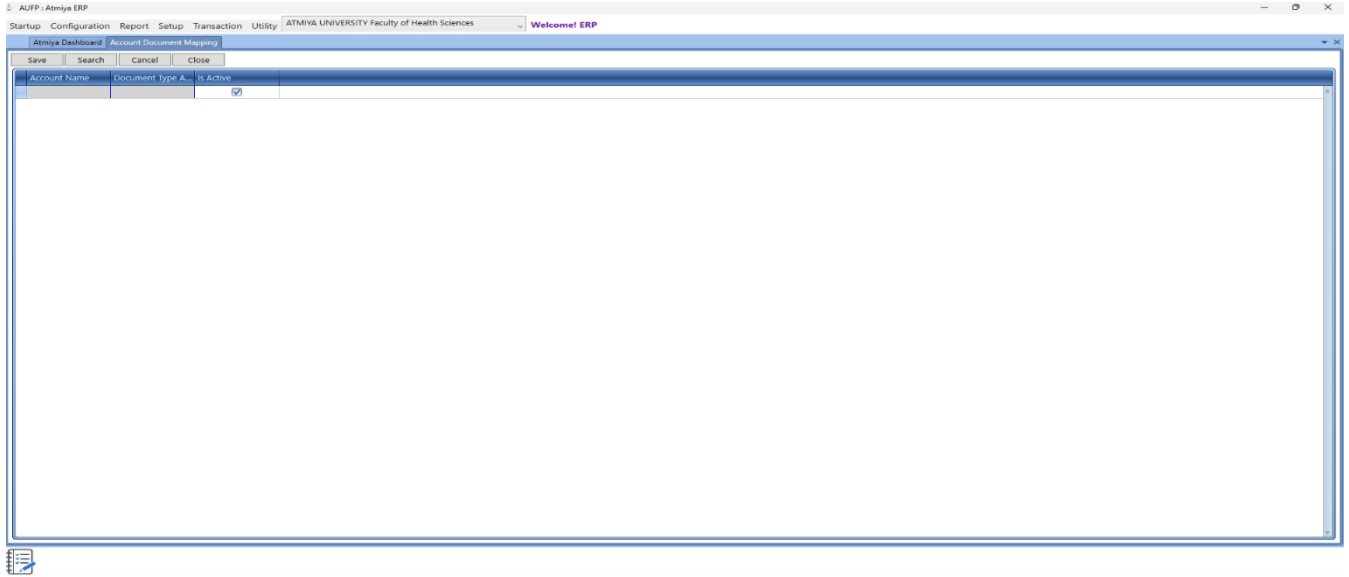 AUFP : Atmiya ERP
Startup Configuration Report Setup Transaction Utility ATMIYA UNIVERSITY Faculty of Health Sciences Welcome! ERP
Atmiya Dashboard Account Document Mapping
Save Search Cancel Close
Account Name Document Type A... Is Active